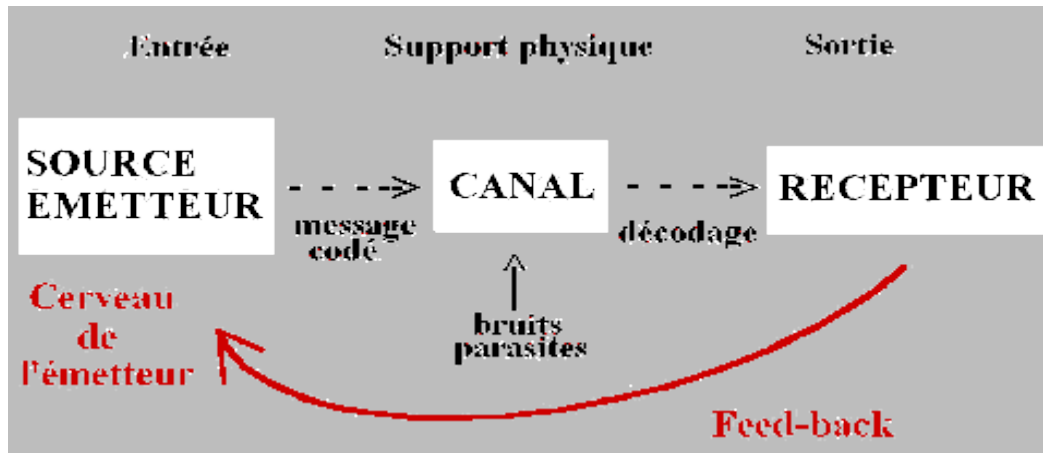 Entrée
Support physique
Sortie
SOURCE
EMETTEUR
message
codé
CANAL
décodage
RECEPTEUR
bruits
parasites
Cerveau
de
l'émetteur
Feed-back